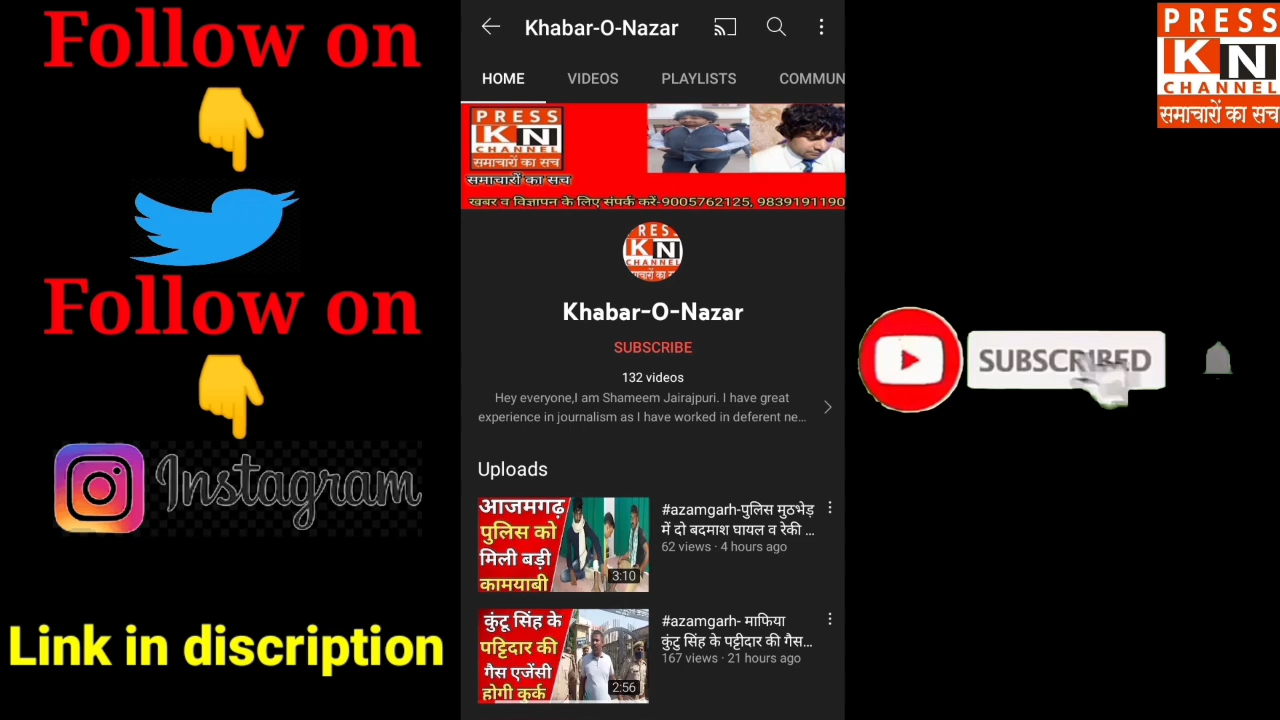 Follow on
Follow on
Instagram
Link in discription
Khabar-O-Nazar
HOME VIDEOS PLAYLISTS COMMUN
PRESS
KN
CHANNEL
समाचारों का सच
समाचारों का सच
खबर व विज्ञापन के लिए संपर्क करें-9005762125, 9839191190
PRESS
KN
CHANNEL
Khabar-O-Nazar
SUBSCRIBE
132 videos
Hey everyone,I am Shameem Jairajpuri. I have great
experience in journalism as I have worked in deferent ne...
Uploads
आजमगढ़
पुलिस को
मिली बड़ी
कामयाबी
3:10
#azamgarh-पुलिस मुठभेड़
में दो बदमाश घायल व रेकी ...
62 views · 4 hours ago
कुंटू सिंह के
पट्टिदार की
गैस एजेंसी
होगी कुर्क
2:56
#azamgarh- माफिया
कुंटु सिंह के पट्टीदार की गैस...
167 views · 21 hours ago
PRESS
KN
CHANNEL
समाचारों का सच
SUBSCRIBED